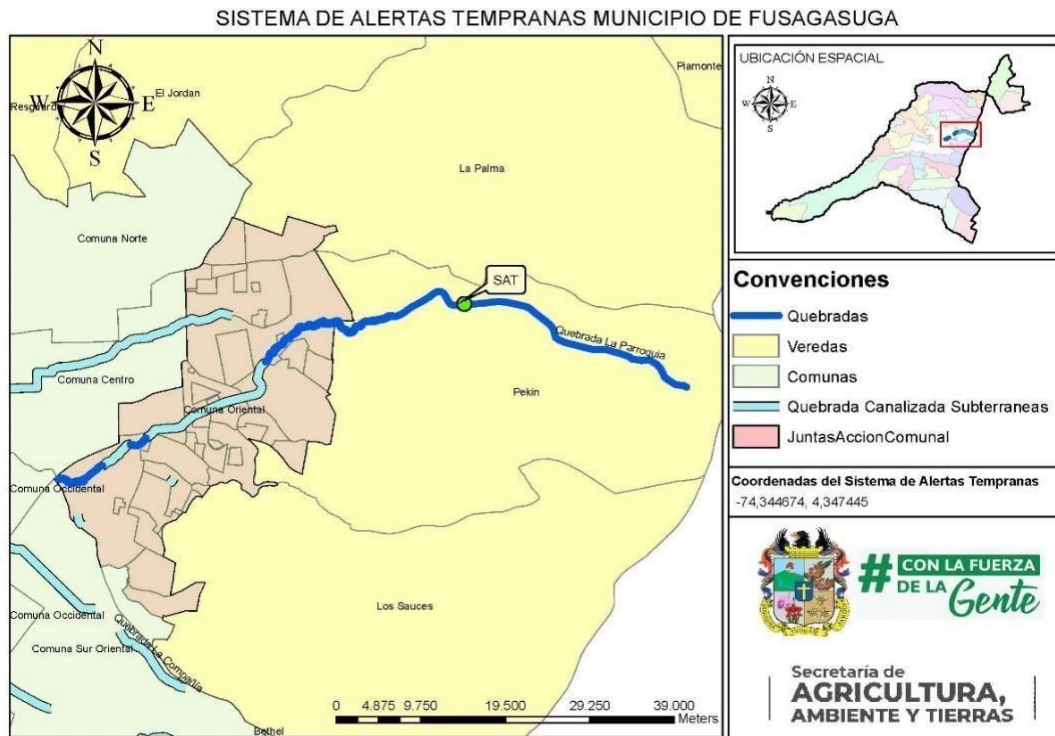 SISTEMA DE ALERTAS TEMPRANAS MUNICIPIO DE FUSAGASUGA
N
W E
S
Resguard
El Jordan
Piamonte
La Palma
Comuna Norte
SAT
Quebrada La Parroquia
Comuna Centro
Pekin
Comuna Oriental
Comuna Occidental
Los Sauces
Comuna Occidental
Quebrada La Compañía
Comuna Sur Oriental
Bethel
0 4.875 9.750 19.500 29.250 39.000
Meters
UBICACIÓN ESPACIAL
N
W E
S
Convenciones
Quebradas
Veredas
Comunas
Quebrada Canalizada Subterraneas
JuntasAccionComunal
Coordenadas del Sistema de Alertas Tempranas
-74,344674, 4,347445
# CON LA FUERZA
DE LA Gente
Secretaría de
AGRICULTURA,
AMBIENTE Y TIERRAS